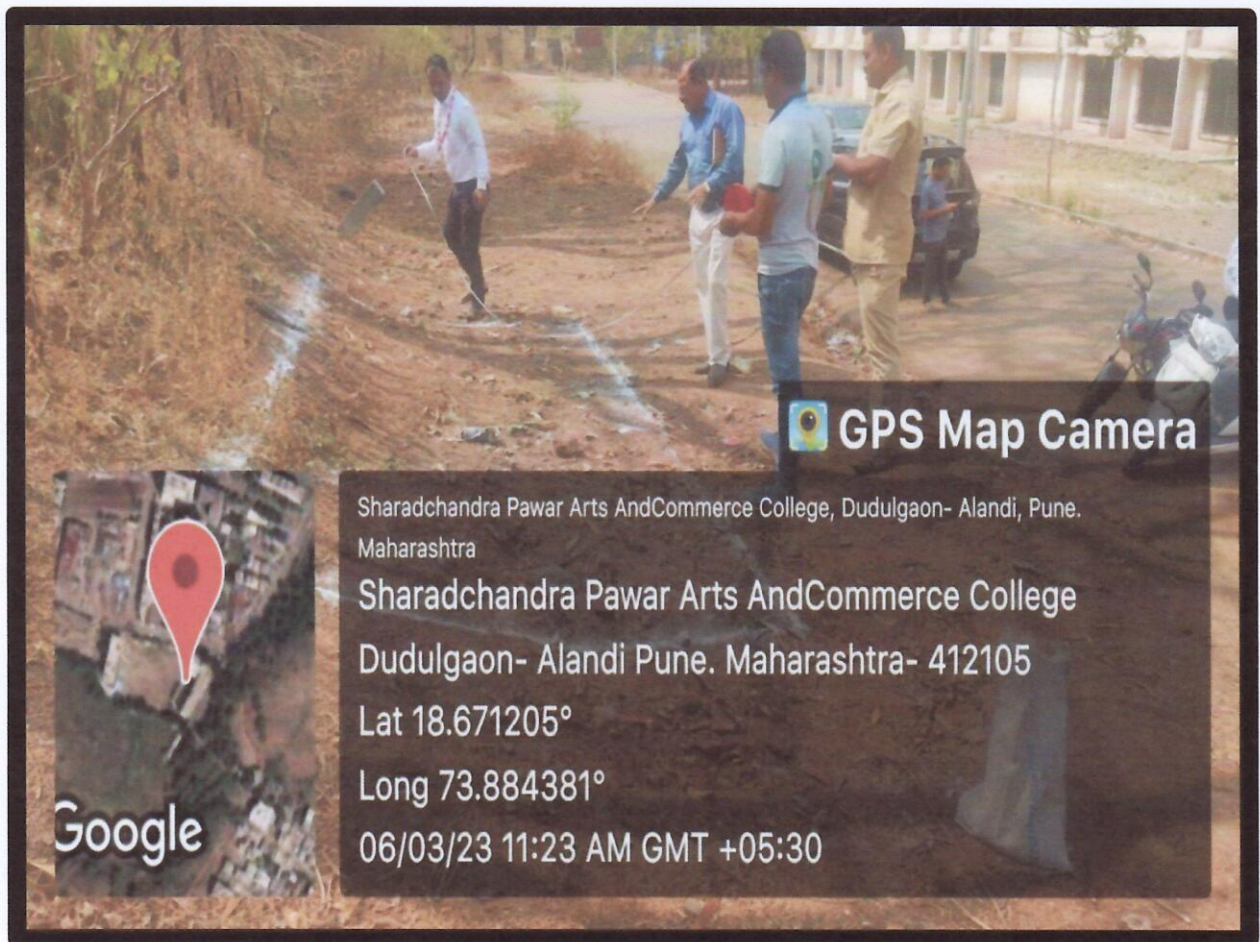 GPS Map Camera
Sharadchandra Pawar Arts AndCommerce College, Dudulgaon- Alandi, Pune.
Maharashtra
Sharadchandra Pawar Arts AndCommerce College
Dudulgaon- Alandi Pune. Maharashtra- 412105
Lat 18.671205°
Long 73.884381°
06/03/23 11:23 AM GMT +05:30
Google